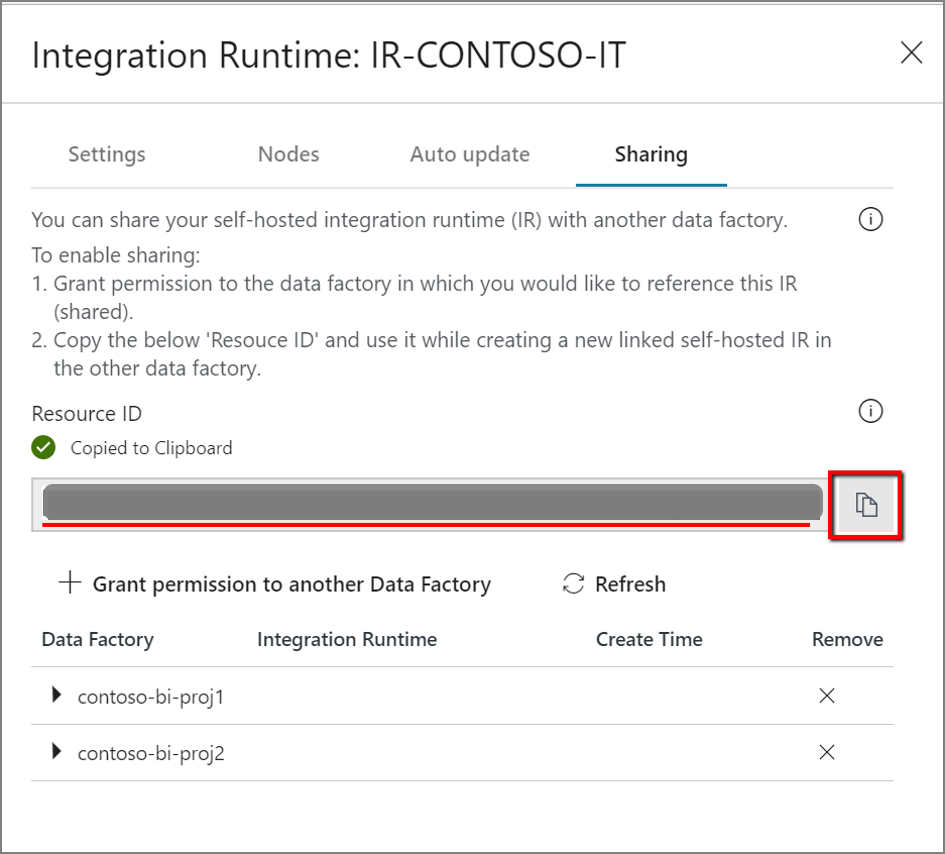 Integration Runtime: IR-CONTOSO-IT
Settings Nodes Auto update Sharing
You can share your self-hosted integration runtime (IR) with another data factory.
To enable sharing:
1. Grant permission to the data factory in which you would like to reference this IR
(shared).
2. Copy the below 'Resouce ID' and use it while creating a new linked self-hosted IR in
the other data factory.
Resource ID
Copied to Clipboard
Grant permission to another Data Factory Refresh
Data Factory Integration Runtime Create Time Remove
contoso-bi-proj1
contoso-bi-proj2